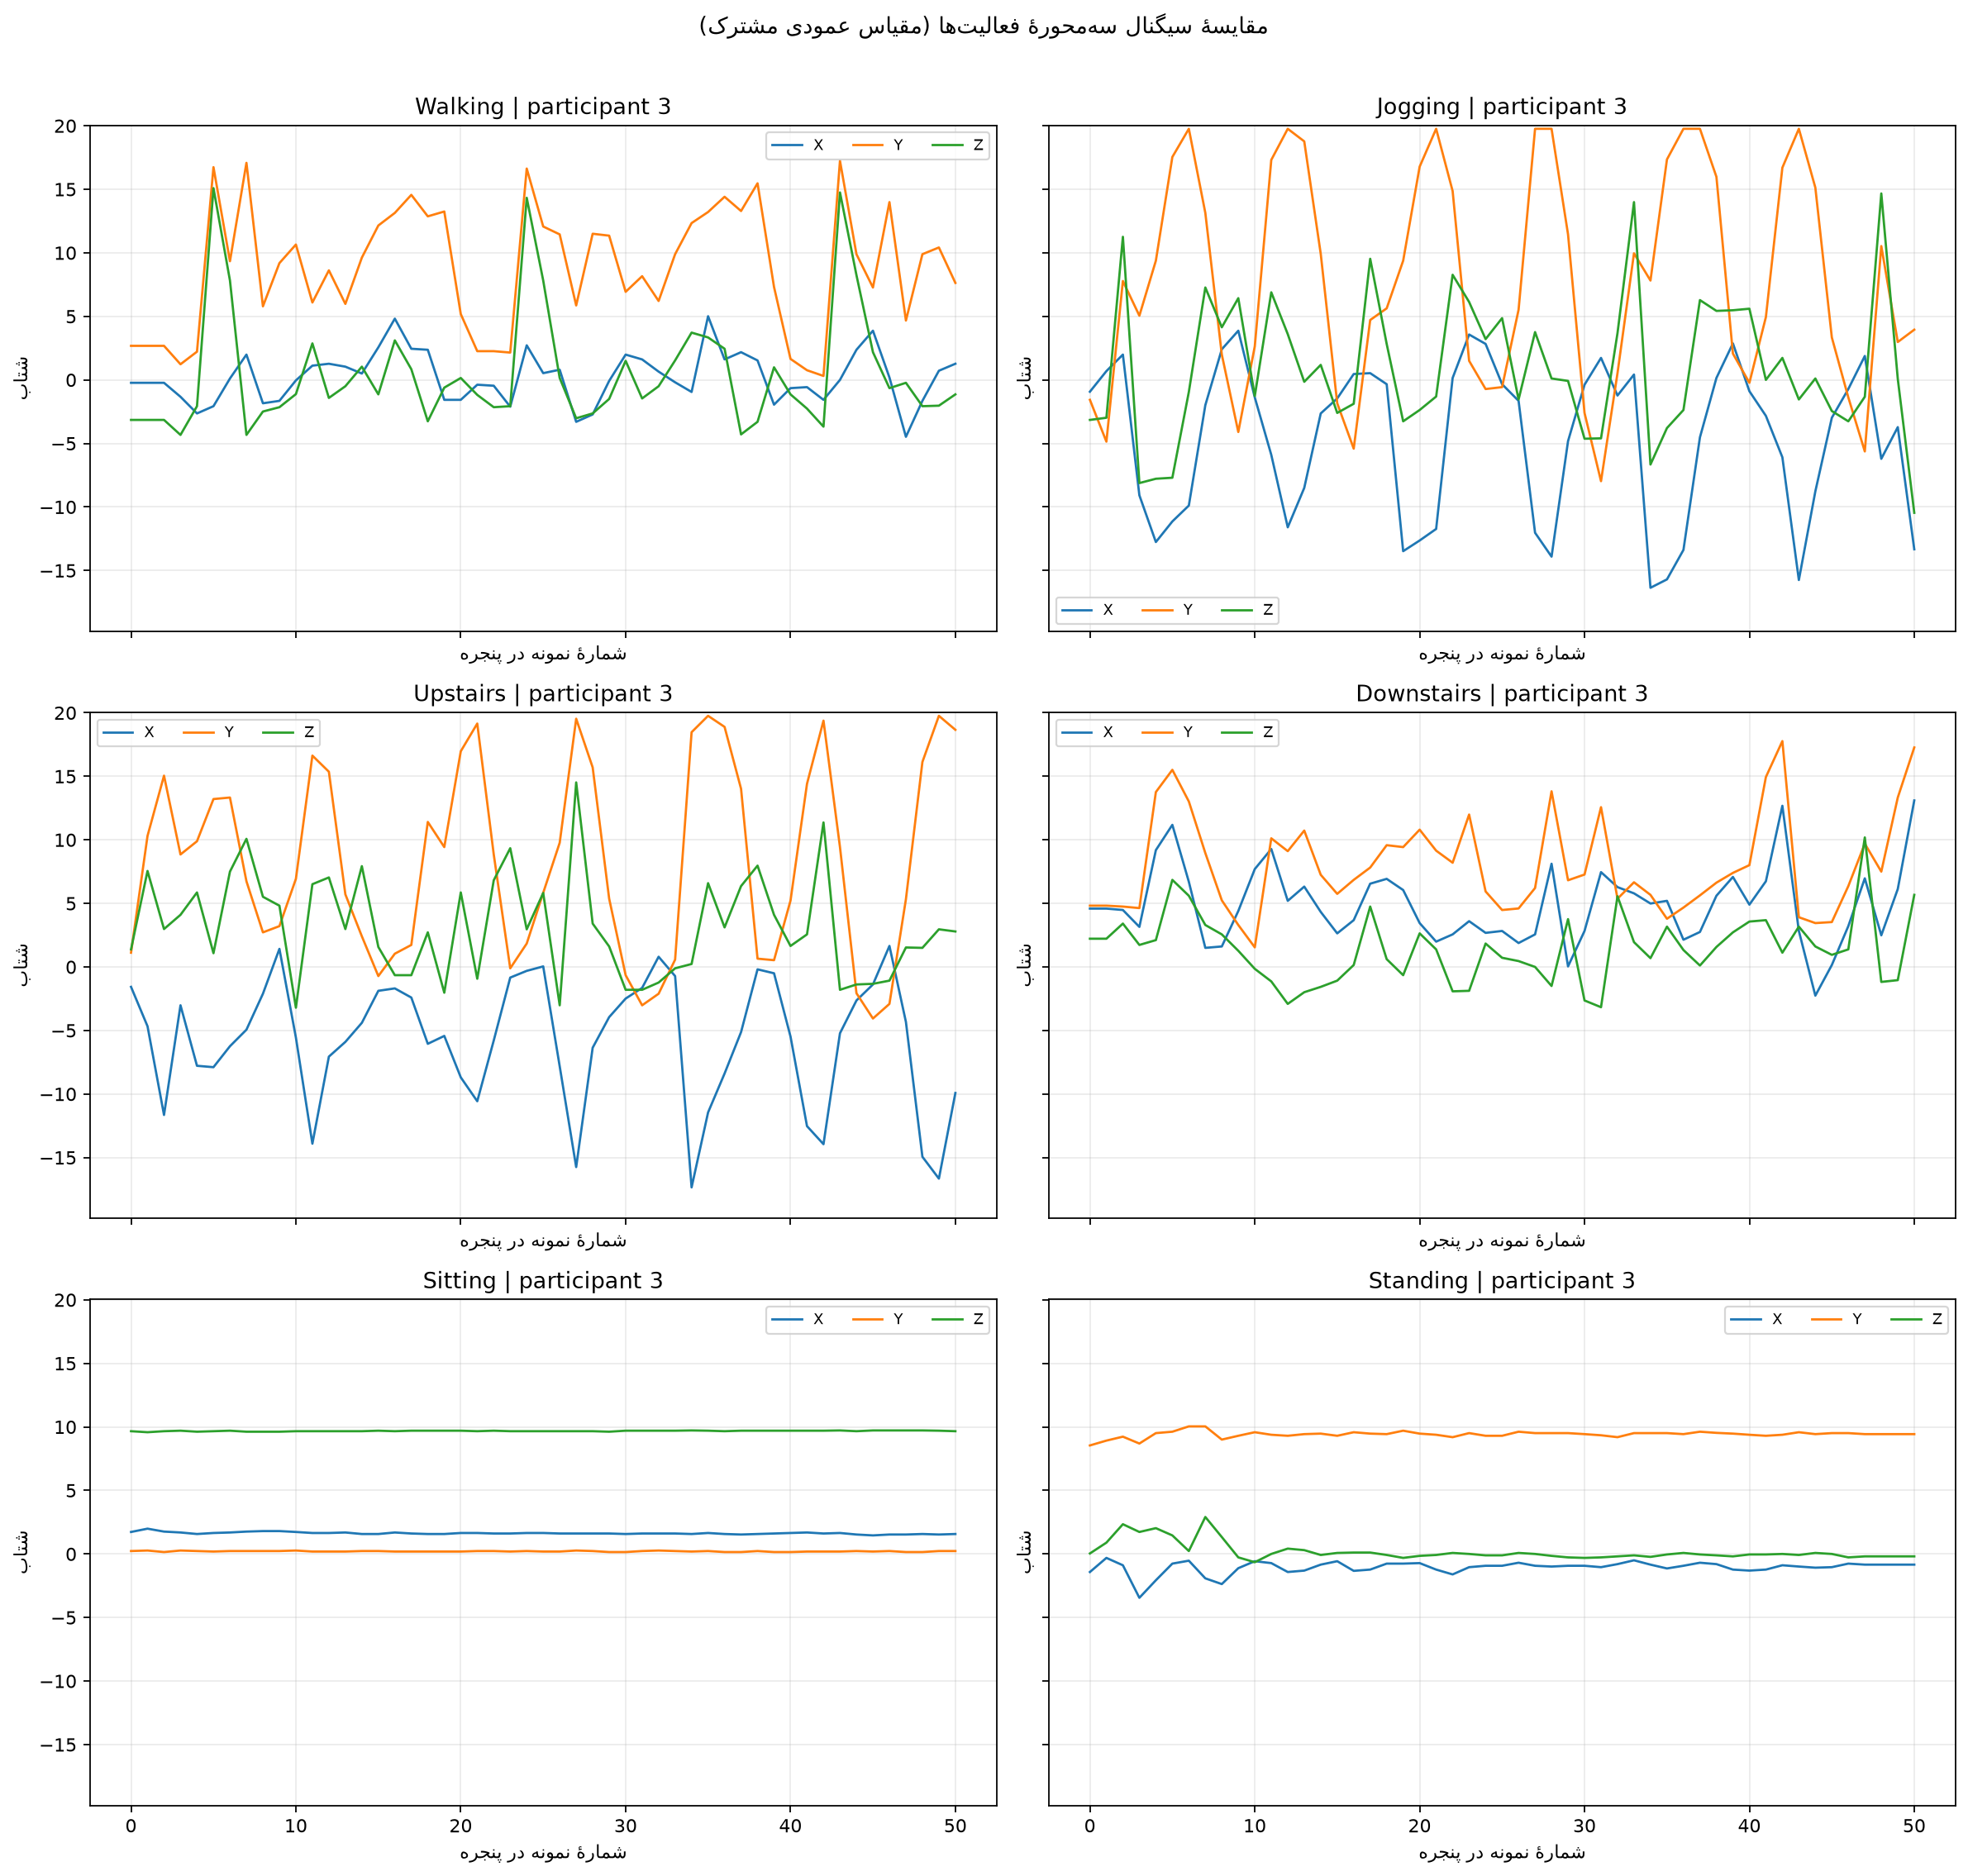 مقایسهٔ سیگنال سه‌محورهٔ فعالیت‌ها (مقیاس عمودی مشترک)
Walking | participant 3
X Y Z
20
15
10
5
0
−5
−10
−15
شتاب
شمارهٔ نمونه در پنجره
Jogging | participant 3
X Y Z
شتاب
شمارهٔ نمونه در پنجره
Upstairs | participant 3
X Y Z
20
15
10
5
0
−5
−10
−15
شتاب
شمارهٔ نمونه در پنجره
Downstairs | participant 3
X Y Z
شتاب
شمارهٔ نمونه در پنجره
Sitting | participant 3
X Y Z
20
15
10
5
0
−5
−10
−15
شتاب
0 10 20 30 40 50
شمارهٔ نمونه در پنجره
Standing | participant 3
X Y Z
شتاب
0 10 20 30 40 50
شمارهٔ نمونه در پنجره